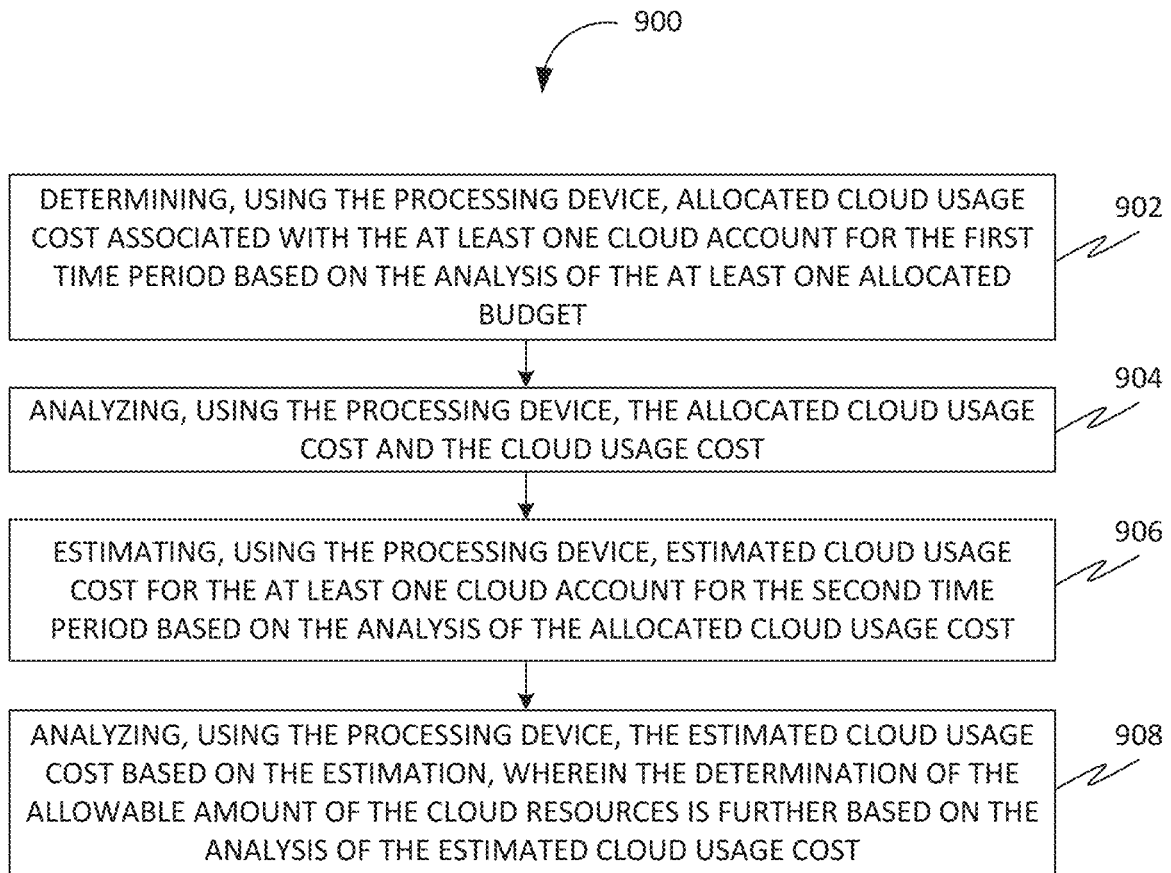 900
DETERMINING, USING THE PROCESSING DEVICE, ALLOCATED CLOUD USAGE
COST ASSOCIATED WITH THE AT LEAST ONE CLOUD ACCOUNT FOR THE FIRST
TIME PERIOD BASED ON THE ANALYSIS OF THE AT LEAST ONE ALLOCATED
BUDGET
902
ANALYZING, USING THE PROCESSING DEVICE, THE ALLOCATED CLOUD USAGE
COST AND THE CLOUD USAGE COST
904
ESTIMATING, USING THE PROCESSING DEVICE, ESTIMATED CLOUD USAGE
COST FOR THE AT LEAST ONE CLOUD ACCOUNT FOR THE SECOND TIME
PERIOD BASED ON THE ANALYSIS OF THE ALLOCATED CLOUD USAGE COST
906
ANALYZING, USING THE PROCESSING DEVICE, THE ESTIMATED CLOUD USAGE
COST BASED ON THE ESTIMATION, WHEREIN THE DETERMINATION OF THE
ALLOWABLE AMOUNT OF THE CLOUD RESOURCES IS FURTHER BASED ON THE
ANALYSIS OF THE ESTIMATED CLOUD USAGE COST
908